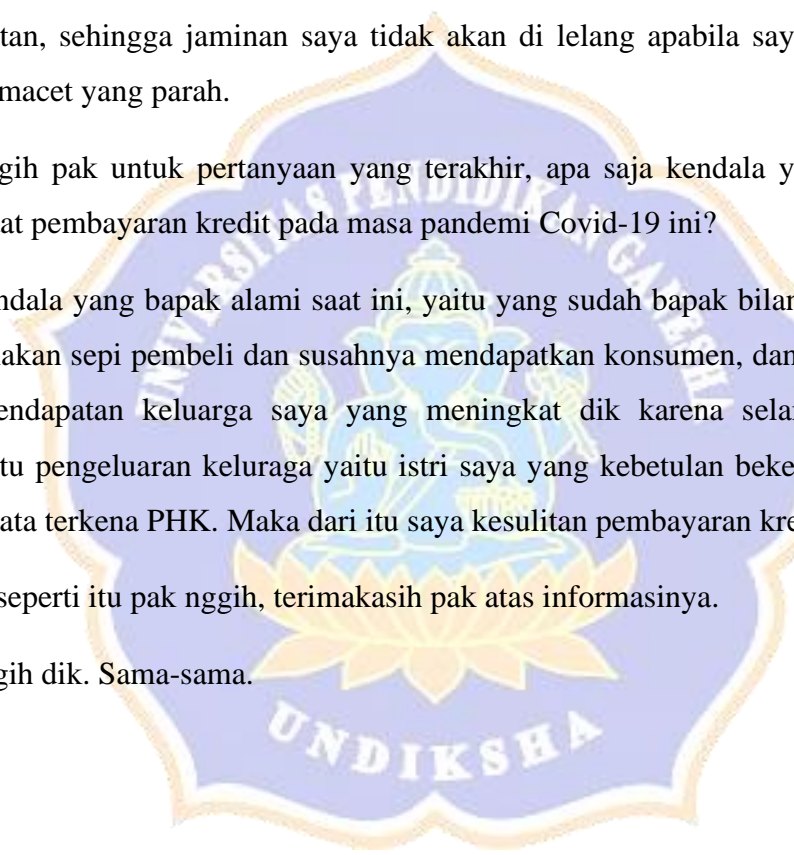 tan, sehingga jaminan saya tidak akan di lelang apabila say
macet yang parah.
gih pak untuk pertanyaan yang terakhir, apa saja kendala y
at pembayaran kredit pada masa pandemi Covid-19 ini?
ndala yang bapak alami saat ini, yaitu yang sudah bapak bilan
akan sepi pembeli dan susahnya mendapatkan konsumen, dan
endapatan keluarga saya yang meningkat dik karena selar
tu pengeluaran keluraga yaitu istri saya yang kebetulan beke
ata terkena PHK. Maka dari itu saya kesulitan pembayaran kre
seperti itu pak nggih, terimakasih pak atas informasinya.
gih dik. Sama-sama.
UNIVERSITAS PENDIDIKAN GANESHA
UNDIKSHA